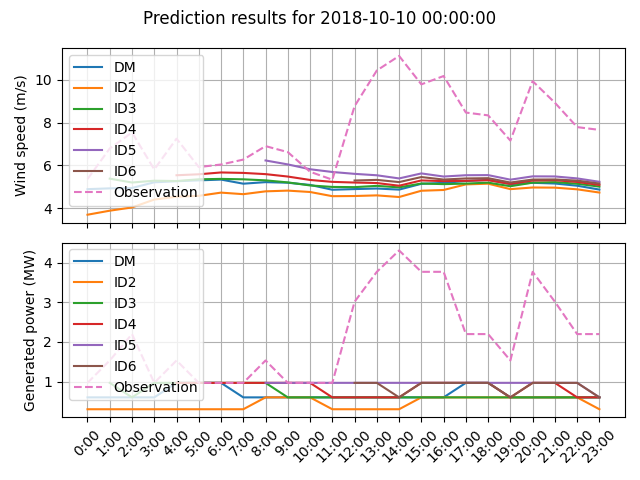 Prediction results for 2018-10-10 00:00:00
Wind speed (m/s)
10
8
6
4
DM
ID2
ID3
ID4
ID5
ID6
Observation
Generated power (MW)
4
3
2
1
DM
ID2
ID3
ID4
ID5
ID6
Observation
0:00 1:00 2:00 3:00 4:00 5:00 6:00 7:00 8:00 9:00 10:00 11:00 12:00 13:00 14:00 15:00 16:00 17:00 18:00 19:00 20:00 21:00 22:00 23:00